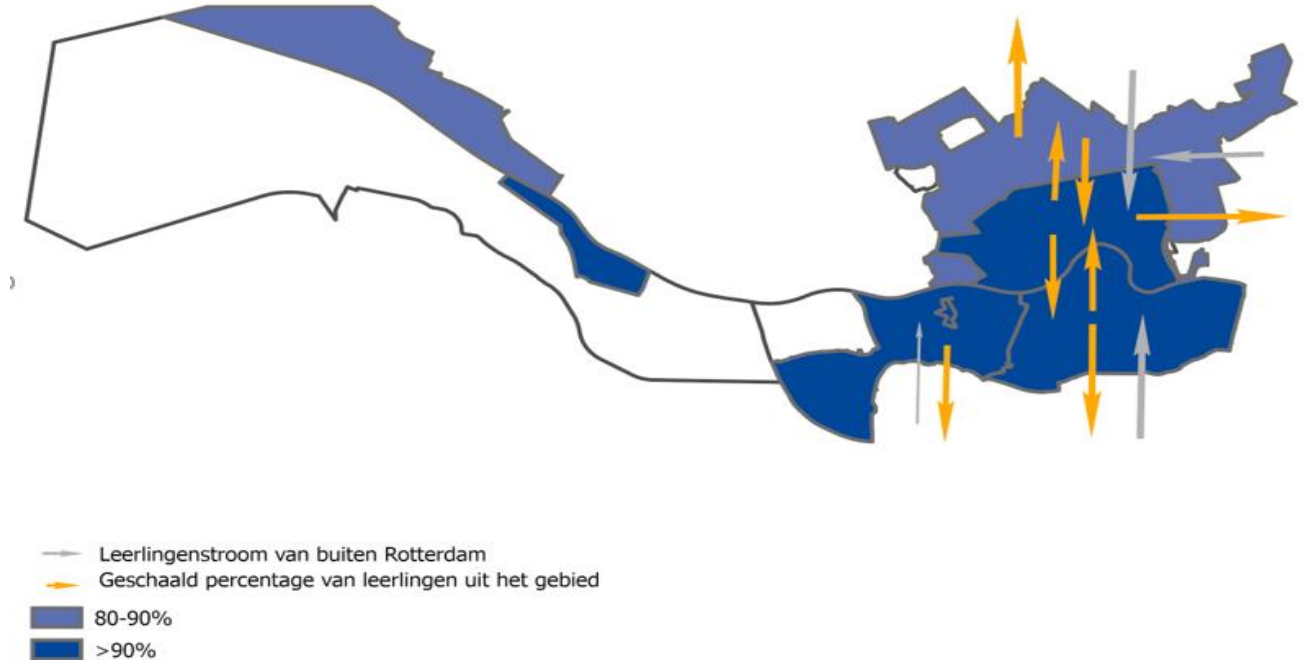 Leerlingenstroom van buiten Rotterdam
Geschaald percentage van leerlingen uit het gebied
80-90%
>90%